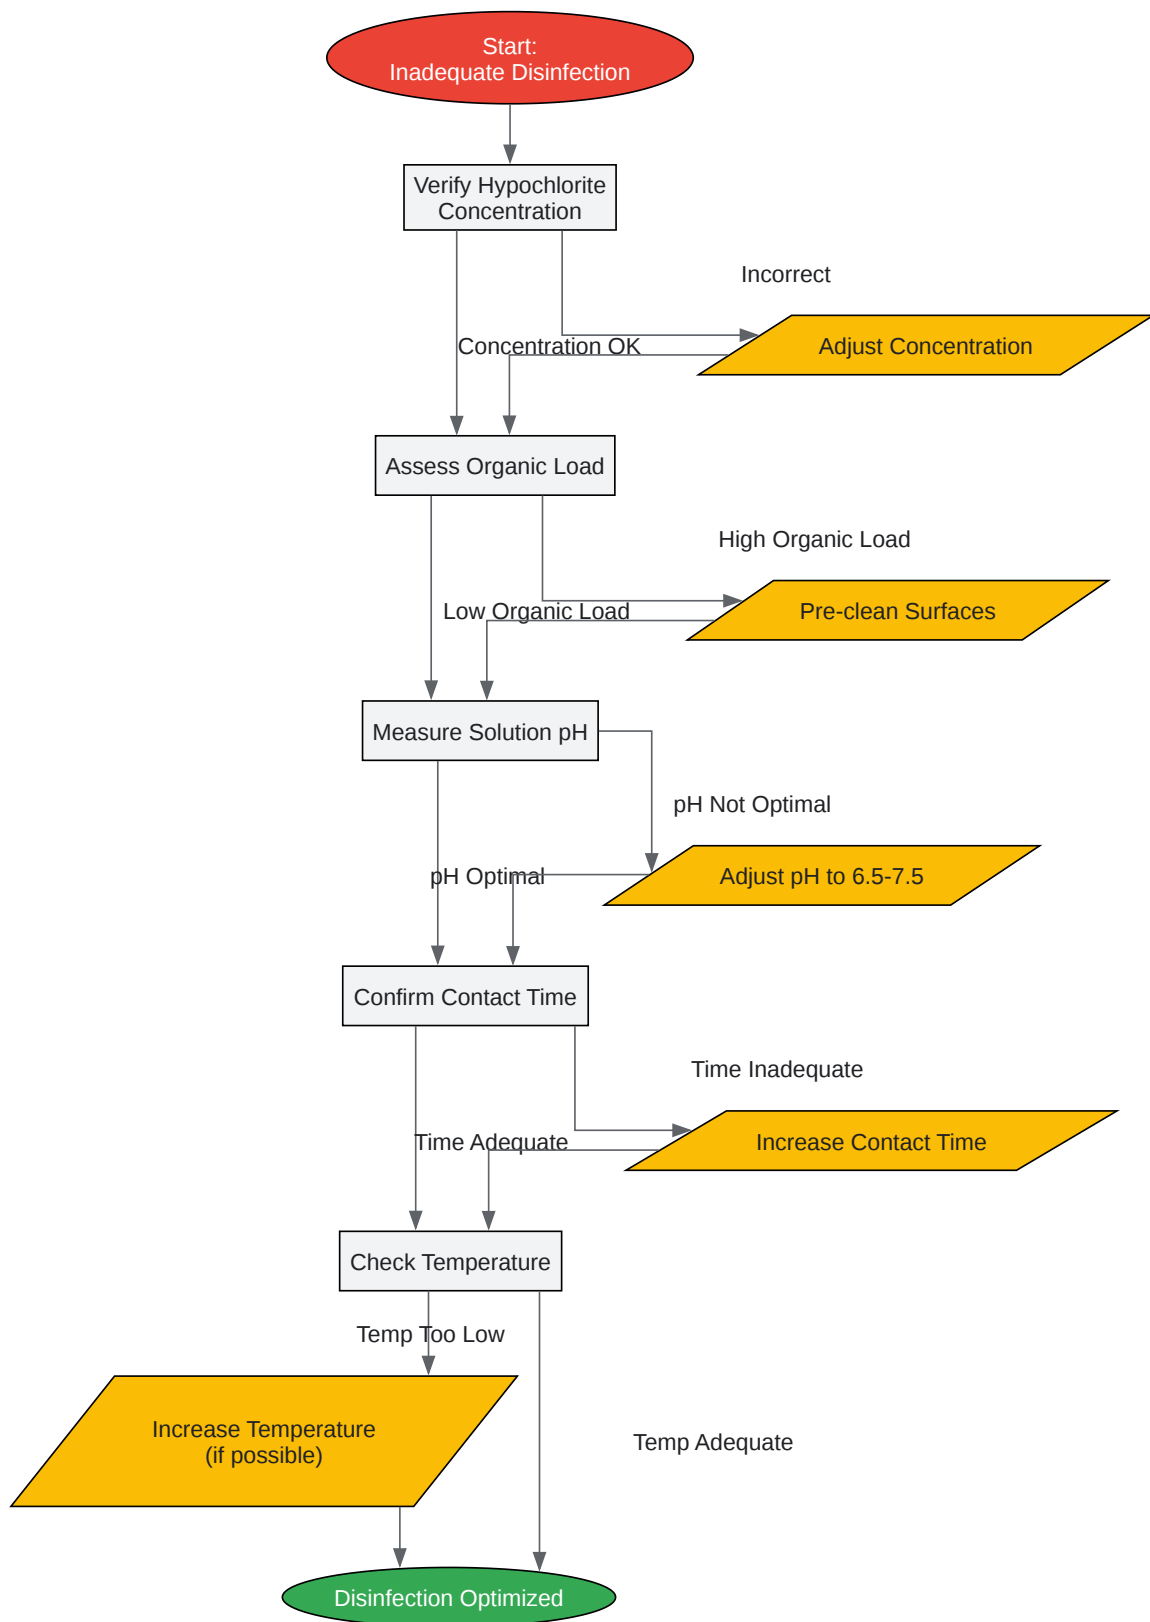 Start:
Inadequate Disinfection
Verify Hypochlorite
Concentration
Incorrect
Concentration OK
Adjust Concentration
Assess Organic Load
High Organic Load
Low Organic Load
Pre-clean Surfaces
Measure Solution pH
pH Not Optimal
pH Optimal
Adjust pH to 6.5-7.5
Confirm Contact Time
Time Inadequate
Time Adequate
Increase Contact Time
Check Temperature
Temp Too Low
Increase Temperature
(if possible)
Temp Adequate
Disinfection Optimized